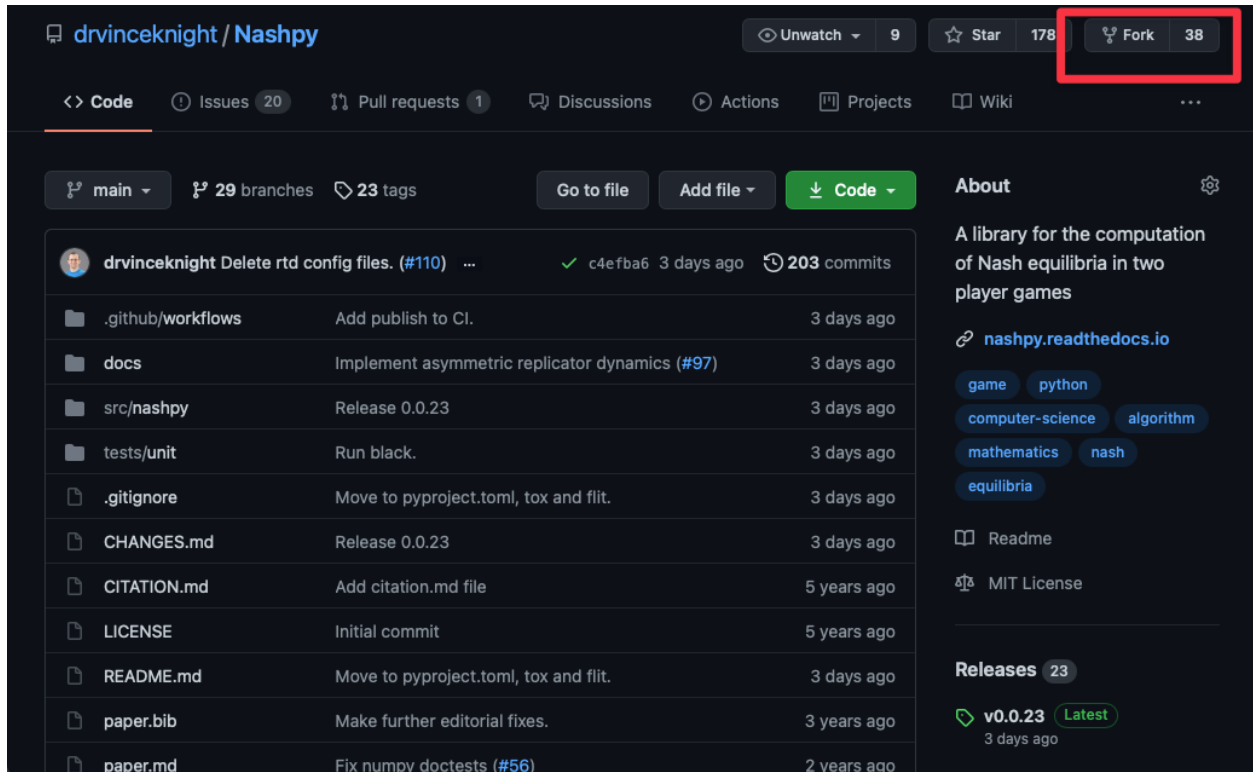 drvinceknight / Nashpy
Unwatch 9 Star 178 Fork 38
Code Issues 20 Pull requests 1 Discussions Actions Projects Wiki ...
main 29 branches 23 tags Go to file Add file Code
drvinceknight Delete rtd config files. (#110) ... c4efba6 3 days ago 203 commits
.github/workflows Add publish to CI. 3 days ago
docs Implement asymmetric replicator dynamics (#97) 3 days ago
src/nashpy Release 0.0.23 3 days ago
tests/unit Run black. 3 days ago
.gitignore Move to pyproject.toml, tox and flit. 3 days ago
CHANGES.md Release 0.0.23 3 days ago
CITATION.md Add citation.md file 5 years ago
LICENSE Initial commit 5 years ago
README.md Move to pyproject.toml, tox and flit. 3 days ago
paper.bib Make further editorial fixes. 3 years ago
paper.md Fix numpy doctests (#56) 2 years ago
About
A library for the computation
of Nash equilibria in two
player games
nashpy.readthedocs.io
game python
computer-science algorithm
mathematics nash
equilibria
Readme
MIT License
Releases 23
v0.0.23 Latest
3 days ago